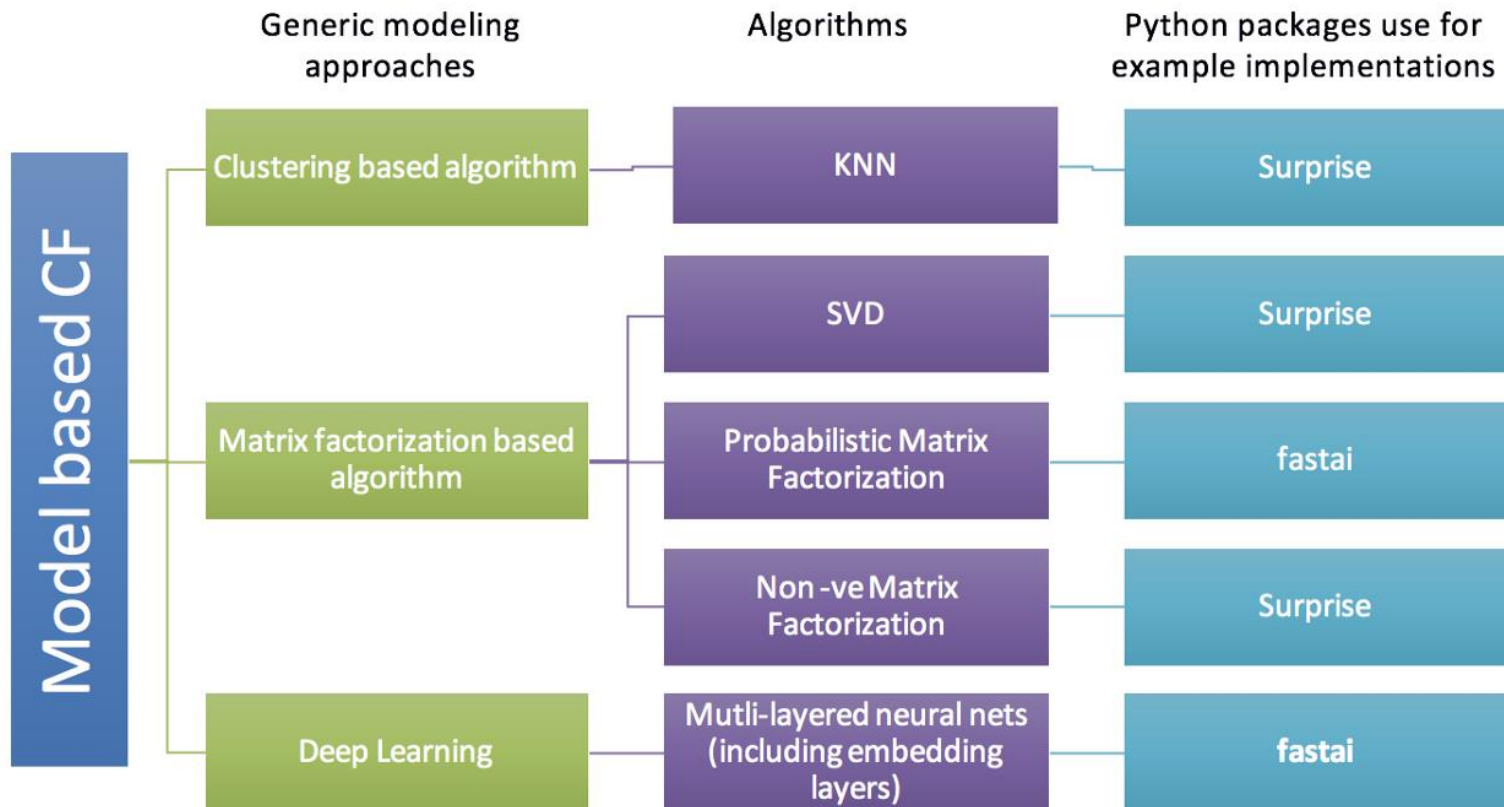 Generic modeling
approaches
Algorithms
Python packages use for
example implementations
Model based CF
Clustering based algorithm
KNN
Surprise
SVD
Surprise
Matrix factorization based
algorithm
Probabilistic Matrix
Factorization
fastai
Non -ve Matrix
Factorization
Surprise
Deep Learning
Mutli-layered neural nets
(including embedding
layers)
fastai